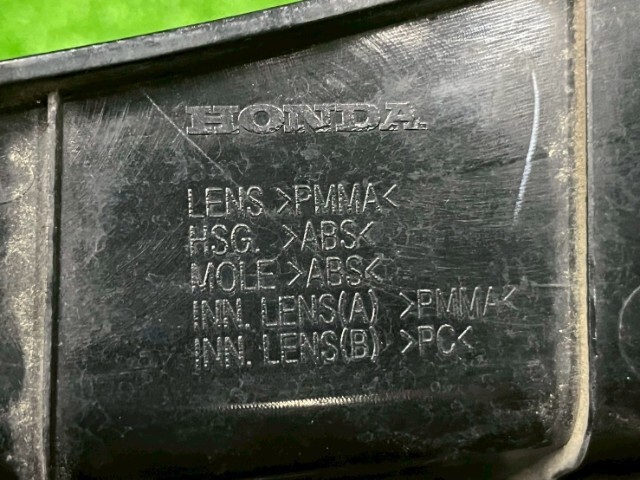 HONDA
LENS >PMMA<
HSG. >ABS<
MOLE >ABS<
INN. LENS(A) >PMMA<
INN. LENS(B) >PC<